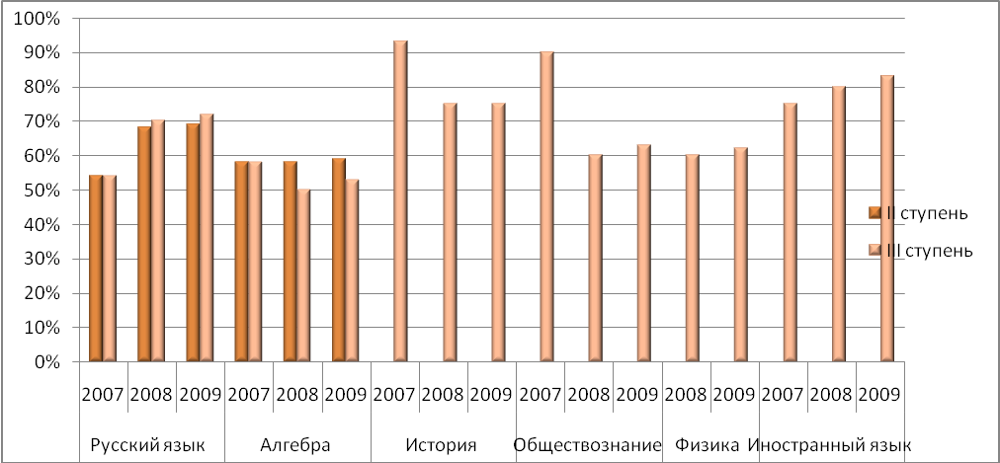 100%
90%
80%
70%
60%
50%
40%
30%
20%
10%
0%
II ступень
III ступень
2007 2008 2009 2007 2008 2009 2007 2008 2009 2007 2008 2009 2008 2009 2007 2008 2009
Русский язык Алгебра История Обществознание Физика Иностранный язык